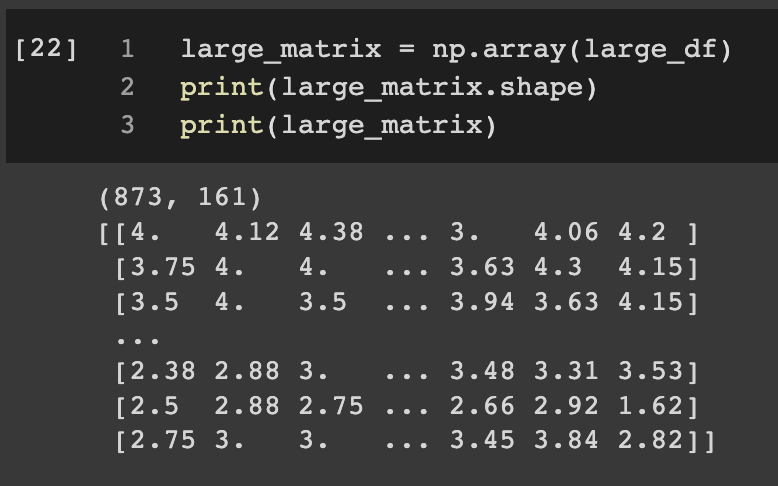 [22] 1 large_matrix = np.array(large_df)
2 print(large_matrix.shape)
3 print(large_matrix)
(873, 161)
[[4.   4.12 4.38 ... 3.   4.06 4.2 ]
 [3.75 4.   4.   ... 3.63 4.3  4.15]
 [3.5  4.   3.5  ... 3.94 3.63 4.15]
 ...
 [2.38 2.88 3.   ... 3.48 3.31 3.53]
 [2.5  2.88 2.75 ... 2.66 2.92 1.62]
 [2.75 3.   3.   ... 3.45 3.84 2.82]]